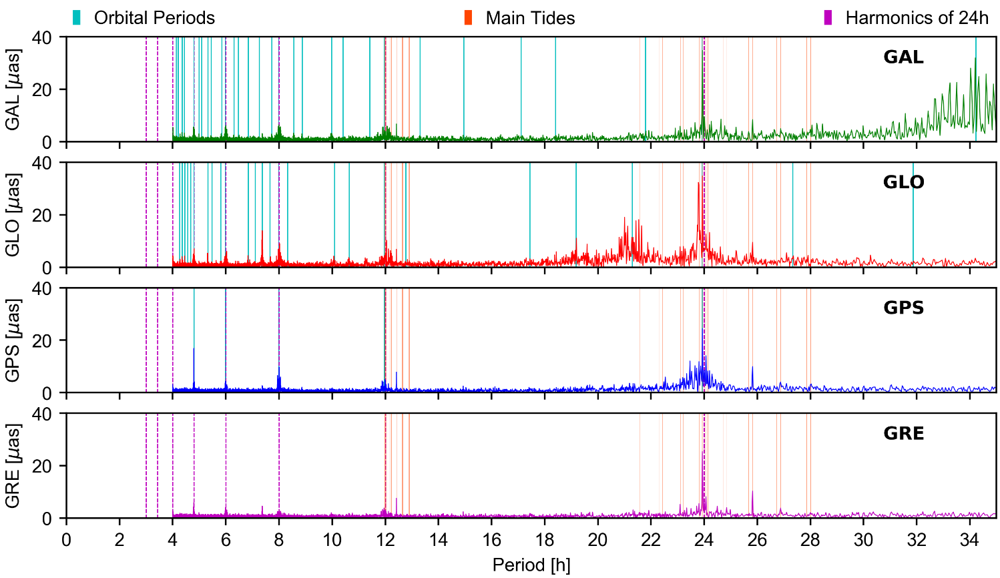 Orbital Periods Main Tides Harmonics of 24h
40
20
0
GAL [μas]
GAL
40
20
0
GLO [μas]
GLO
40
20
0
GPS [μas]
GPS
40
20
0
GRE [μas]
GRE
0 2 4 6 8 10 12 14 16 18 20 22 24 26 28 30 32 34
Period [h]